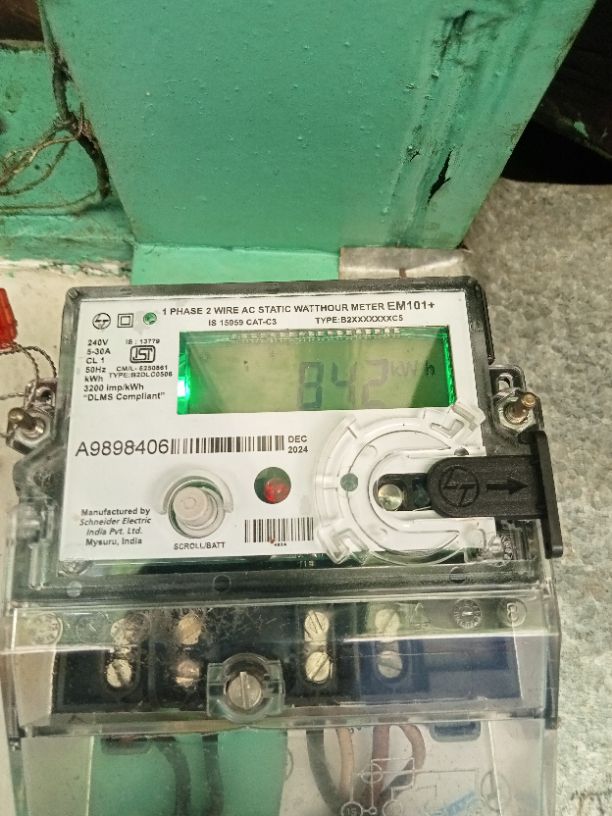 1 PHASE 2 WIRE AC STATIC WATTHOUR METER EM101+
IS 15959 CAT-C3 TYPE:B2XXXXXXXC5
240V IS : 13779
5-30A
CL 1
50Hz CM/L- 5250861
kWh TYPE:B2DLC0506
3200 imp/kWh
"DLMS Compliant"
842 kWh
A9898406
DEC
2024
Manufactured by
Schneider Electric
India Pvt. Ltd.
Mysuru, India
SCROLL/BATT